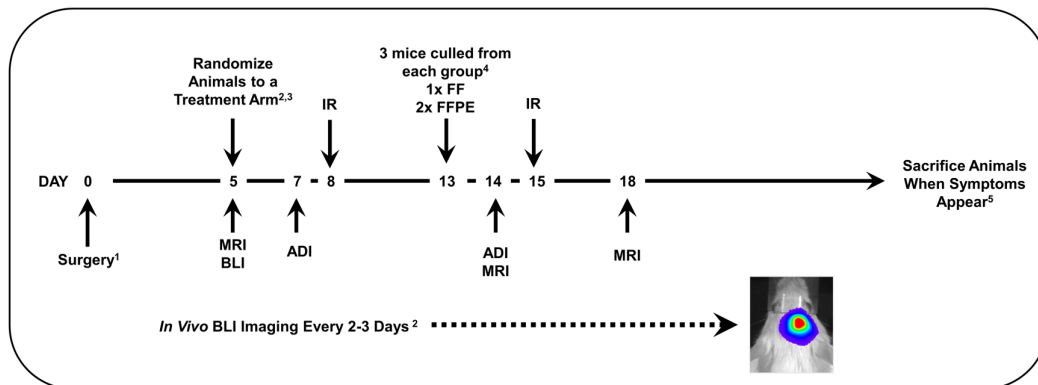 Randomize
Animals to a
Treatment Arm2,3
3 mice culled from
each group4
1x FF
2x FFPE
IR
IR
DAY 0 5 7 8 13 14 15 18
Sacrifice Animals
When Symptoms
Appear5
Surgery1
MRI
BLI
ADI
ADI
MRI
MRI
In Vivo BLI Imaging Every 2-3 Days 2